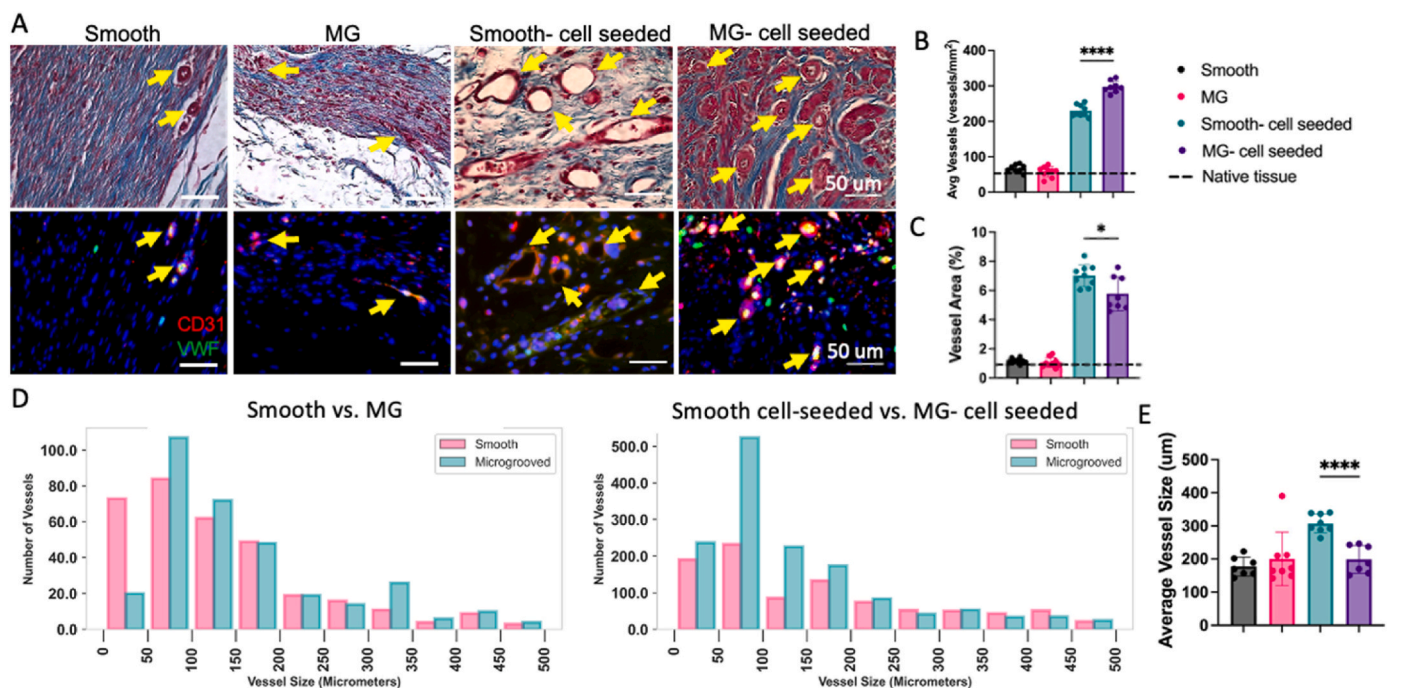 A
Smooth
MG
Smooth- cell seeded
MG- cell seeded
50 um
CD31
VWF
50 um
B
Avg Vessels (vessels/mm2)
400
300
200
100
0
****
Smooth
MG
Smooth- cell seeded
MG- cell seeded
Native tissue
C
Vessel Area (%)
10
8
6
4
2
0
*
D
Smooth vs. MG
Number of Vessels
100.0
80.0
60.0
40.0
20.0
0.0
Smooth
Microgrooved
0
50
100
150
200
250
300
350
400
450
500
Vessel Size (Micrometers)
Smooth cell-seeded vs. MG- cell seeded
Number of Vessels
500.0
400.0
300.0
200.0
100.0
0.0
Smooth
Microgrooved
0
50
100
150
200
250
300
350
400
450
500
Vessel Size (Micrometers)
E
Average Vessel Size (um)
500
400
300
200
100
0
****